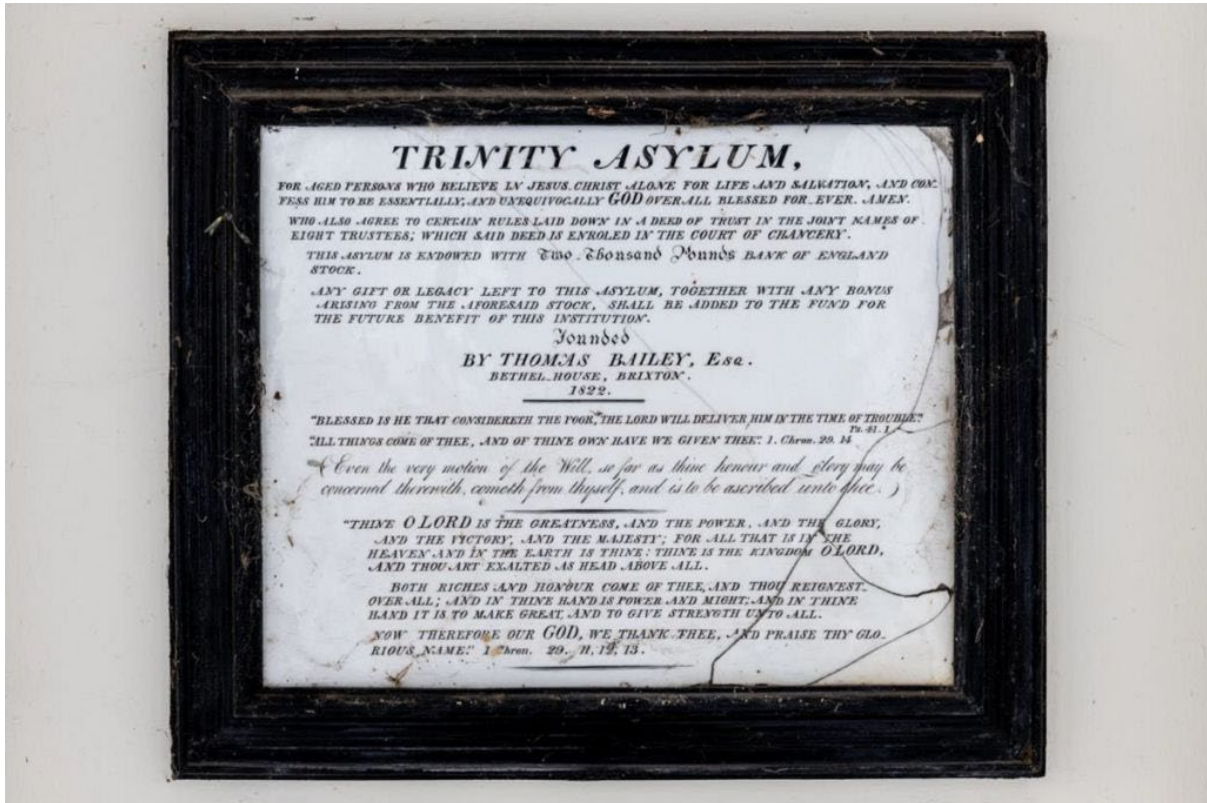 TRINITY ASYLUM,
FOR AGED PERSONS WHO BELIEVE IN JESUS CHRIST ALONE FOR LIFE AND SALVATION, AND CON-
FESS HIM TO BE ESSENTIALLY, AND UNEQUIVOCALLY GOD OVER ALL BLESSED FOR EVER. AMEN.
WHO ALSO AGREE TO CERTAIN RULES LAID DOWN IN A DEED OF TRUST IN THE JOINT NAMES OF
EIGHT TRUSTEES; WHICH SAID DEED IS ENROLED IN THE COURT OF CHANCERY.
THIS ASYLUM IS ENDOWED WITH Two Thousand Pounds BANK OF ENGLAND
STOCK.
ANY GIFT OR LEGACY LEFT TO THIS ASYLUM, TOGETHER WITH ANY BONUS
ARISING FROM THE AFORESAID STOCK, SHALL BE ADDED TO THE FUND FOR
THE FUTURE BENEFIT OF THIS INSTITUTION.
Founded
BY THOMAS BAILEY, Esq.
BETHEL-HOUSE, BRIXTON.
1822.
"BLESSED IS HE THAT CONSIDERETH THE POOR, THE LORD WILL DELIVER HIM IN THE TIME OF TROUBLE."
Ps. 41. 1.
"ALL THINGS COME OF THEE, AND OF THINE OWN HAVE WE GIVEN THEE." 1. Chron. 29. 14
(Even the very motion of the Will, so far as thine honour and glory may be
concerned therewith, cometh from thyself, and is to be ascribed unto thee.)
"THINE O LORD IS THE GREATNESS, AND THE POWER, AND THE GLORY,
AND THE VICTORY, AND THE MAJESTY; FOR ALL THAT IS IN THE
HEAVEN AND IN THE EARTH IS THINE: THINE IS THE KINGDOM O LORD,
AND THOU ART EXALTED AS HEAD ABOVE ALL.
BOTH RICHES AND HONOUR COME OF THEE, AND THOU REIGNEST
OVER ALL; AND IN THINE HAND IS POWER AND MIGHT; AND IN THINE
HAND IT IS TO MAKE GREAT, AND TO GIVE STRENGTH UNTO ALL.
NOW THEREFORE OUR GOD, WE THANK THEE, AND PRAISE THY GLO-
RIOUS NAME." 1 Chron. 29. 11, 12, 13.